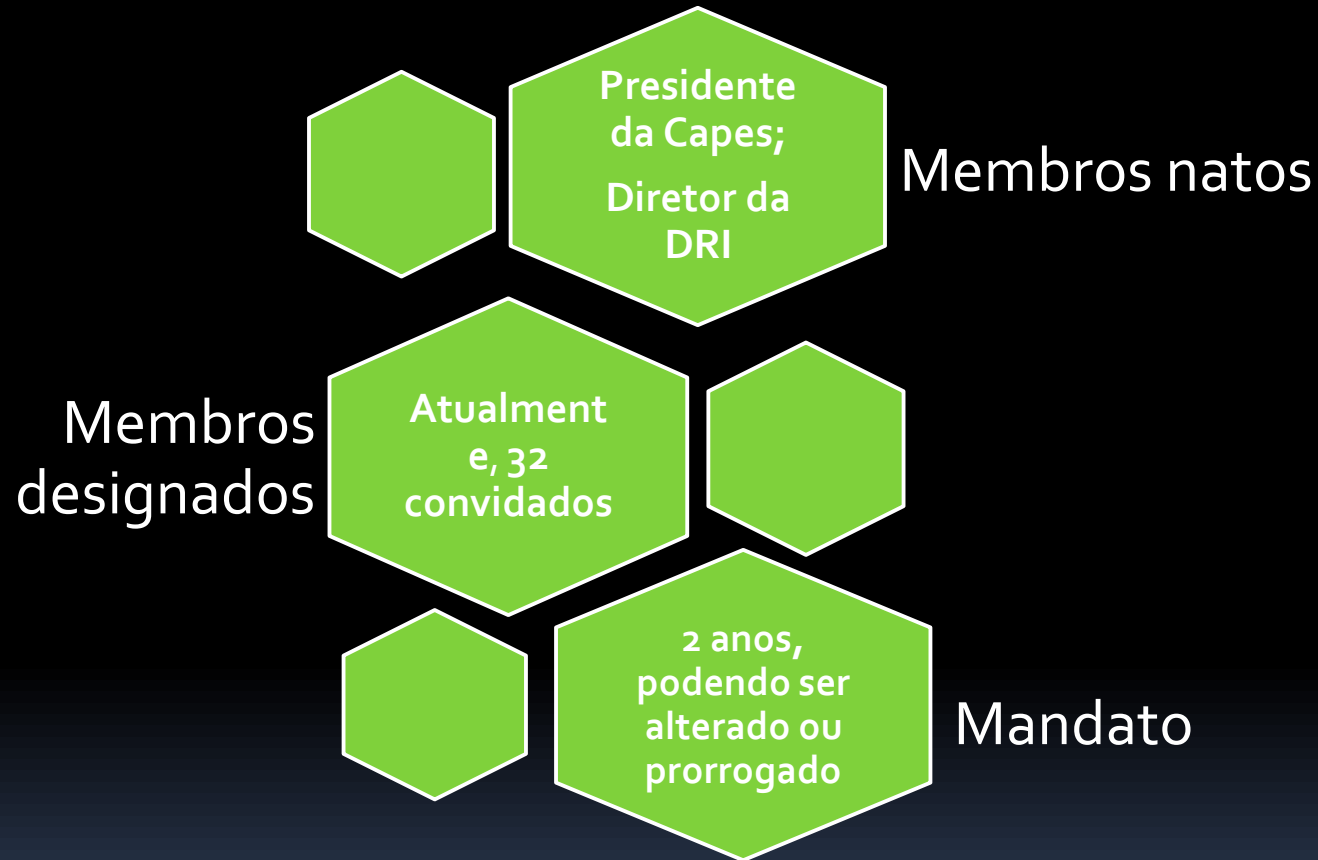 Presidente
da Capes;
Diretor da
DRI
Membros natos
Membros
designados
Atualment
e, 32
convidados
2 anos,
podendo ser
alterado ou
prorrogado
Mandato